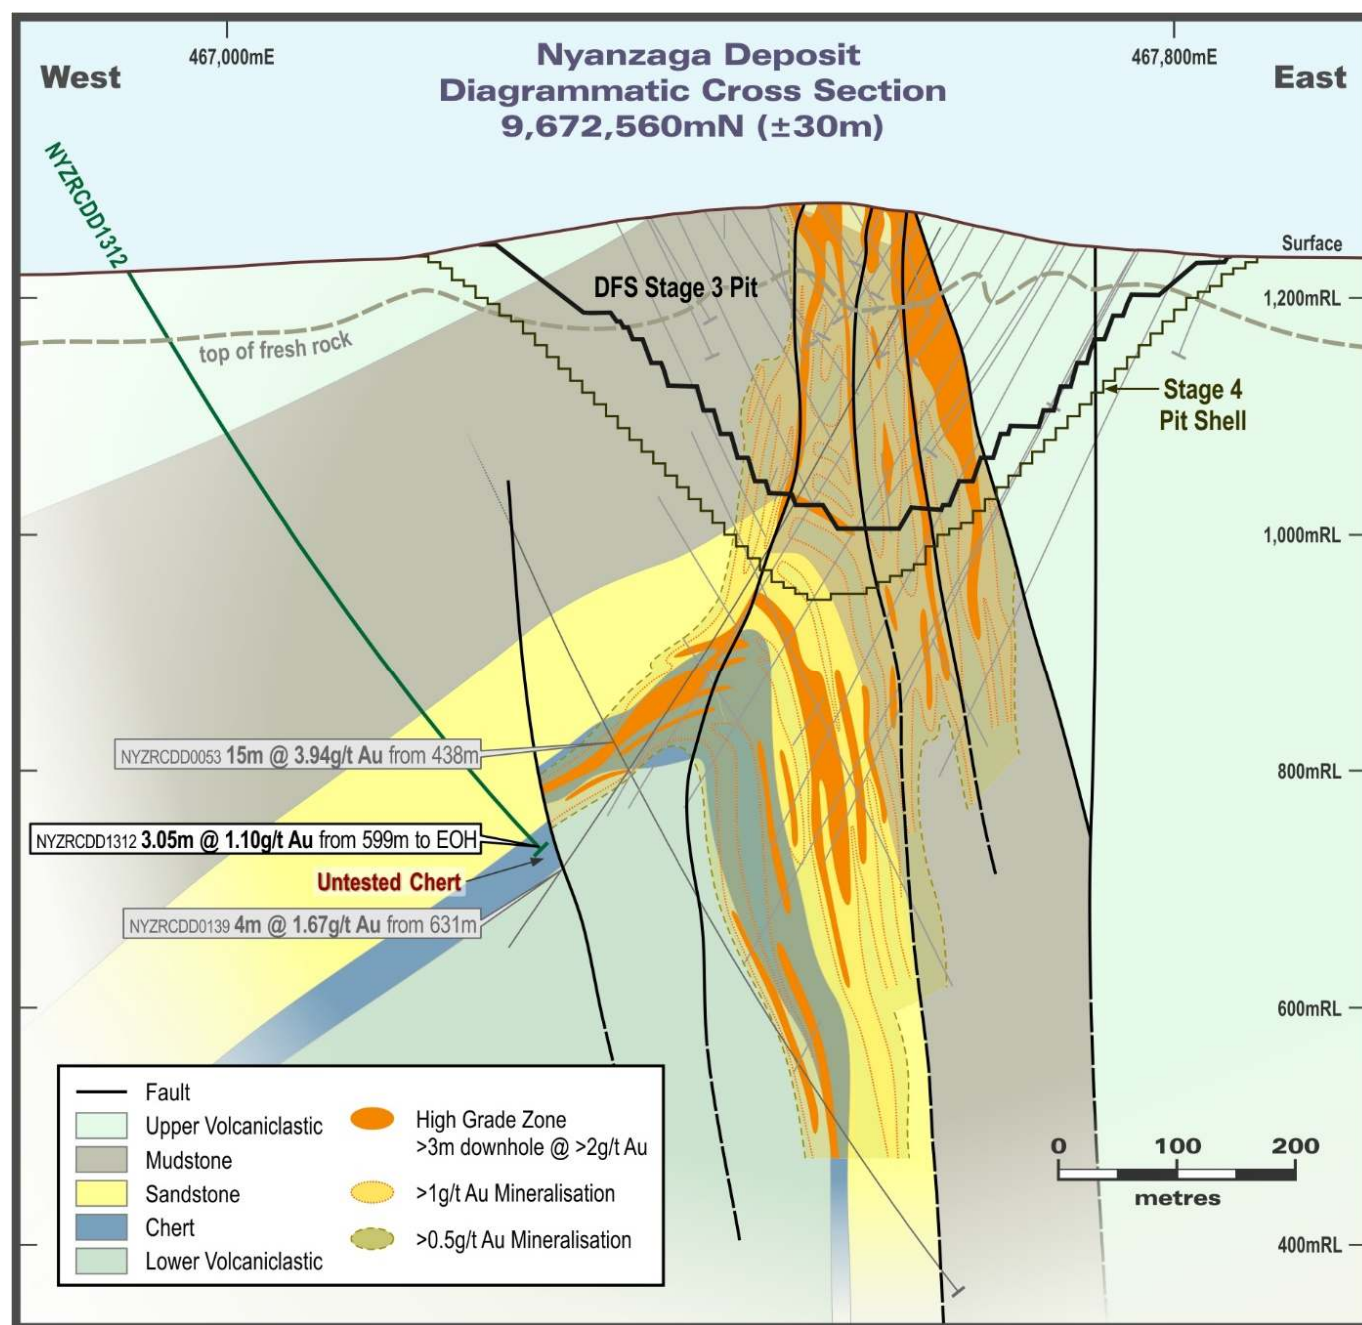 467,000mE
467,800mE
West
Nyanzaga Deposit
Diagrammatic Cross Section
9,672,560mN (±30m)
East
NYZRCDD1312
Surface
DFS Stage 3 Pit
1,200mRL
top of fresh rock
Stage 4
Pit Shell
1,000mRL
NYZRCDD0053 15m @ 3.94g/t Au from 438m
800mRL
NYZRCDD1312 3.05m @ 1.10g/t Au from 599m to EOH
Untested Chert
NYZRCDD0139 4m @ 1.67g/t Au from 631m
600mRL
Fault
Upper Volcaniclastic
Mudstone
Sandstone
Chert
Lower Volcaniclastic
High Grade Zone
>3m downhole @ >2g/t Au
>1g/t Au Mineralisation
>0.5g/t Au Mineralisation
0 100 200
metres
400mRL